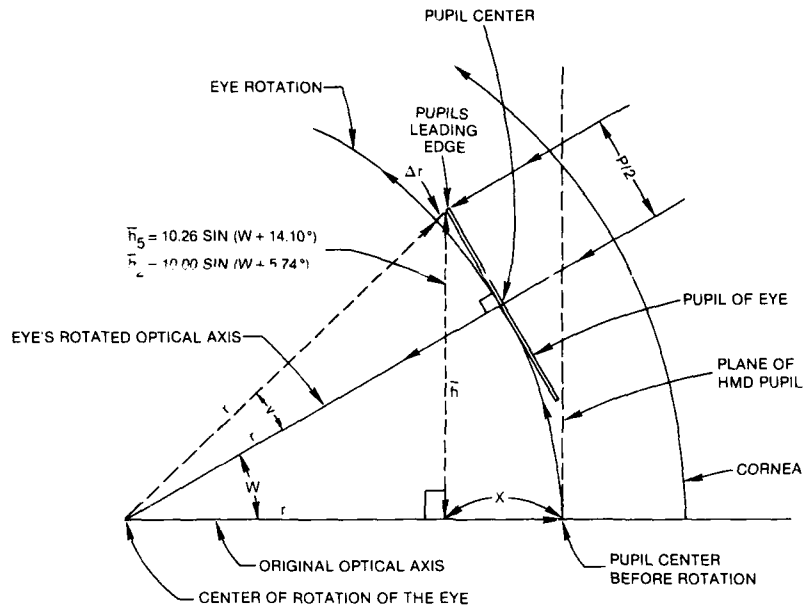 PUPIL CENTER
EYE ROTATION
PUPILS
LEADING
EDGE
Δr
P/2
h̅5 = 10.26 SIN (W + 14.10°)
h̅2 = 10.00 SIN (W + 5.74°)
PUPIL OF EYE
EYE'S ROTATED OPTICAL AXIS
PLANE OF
HMD PUPIL
h̅
r
v
r
W
r
X
CORNEA
ORIGINAL OPTICAL AXIS
PUPIL CENTER
BEFORE ROTATION
CENTER OF ROTATION OF THE EYE